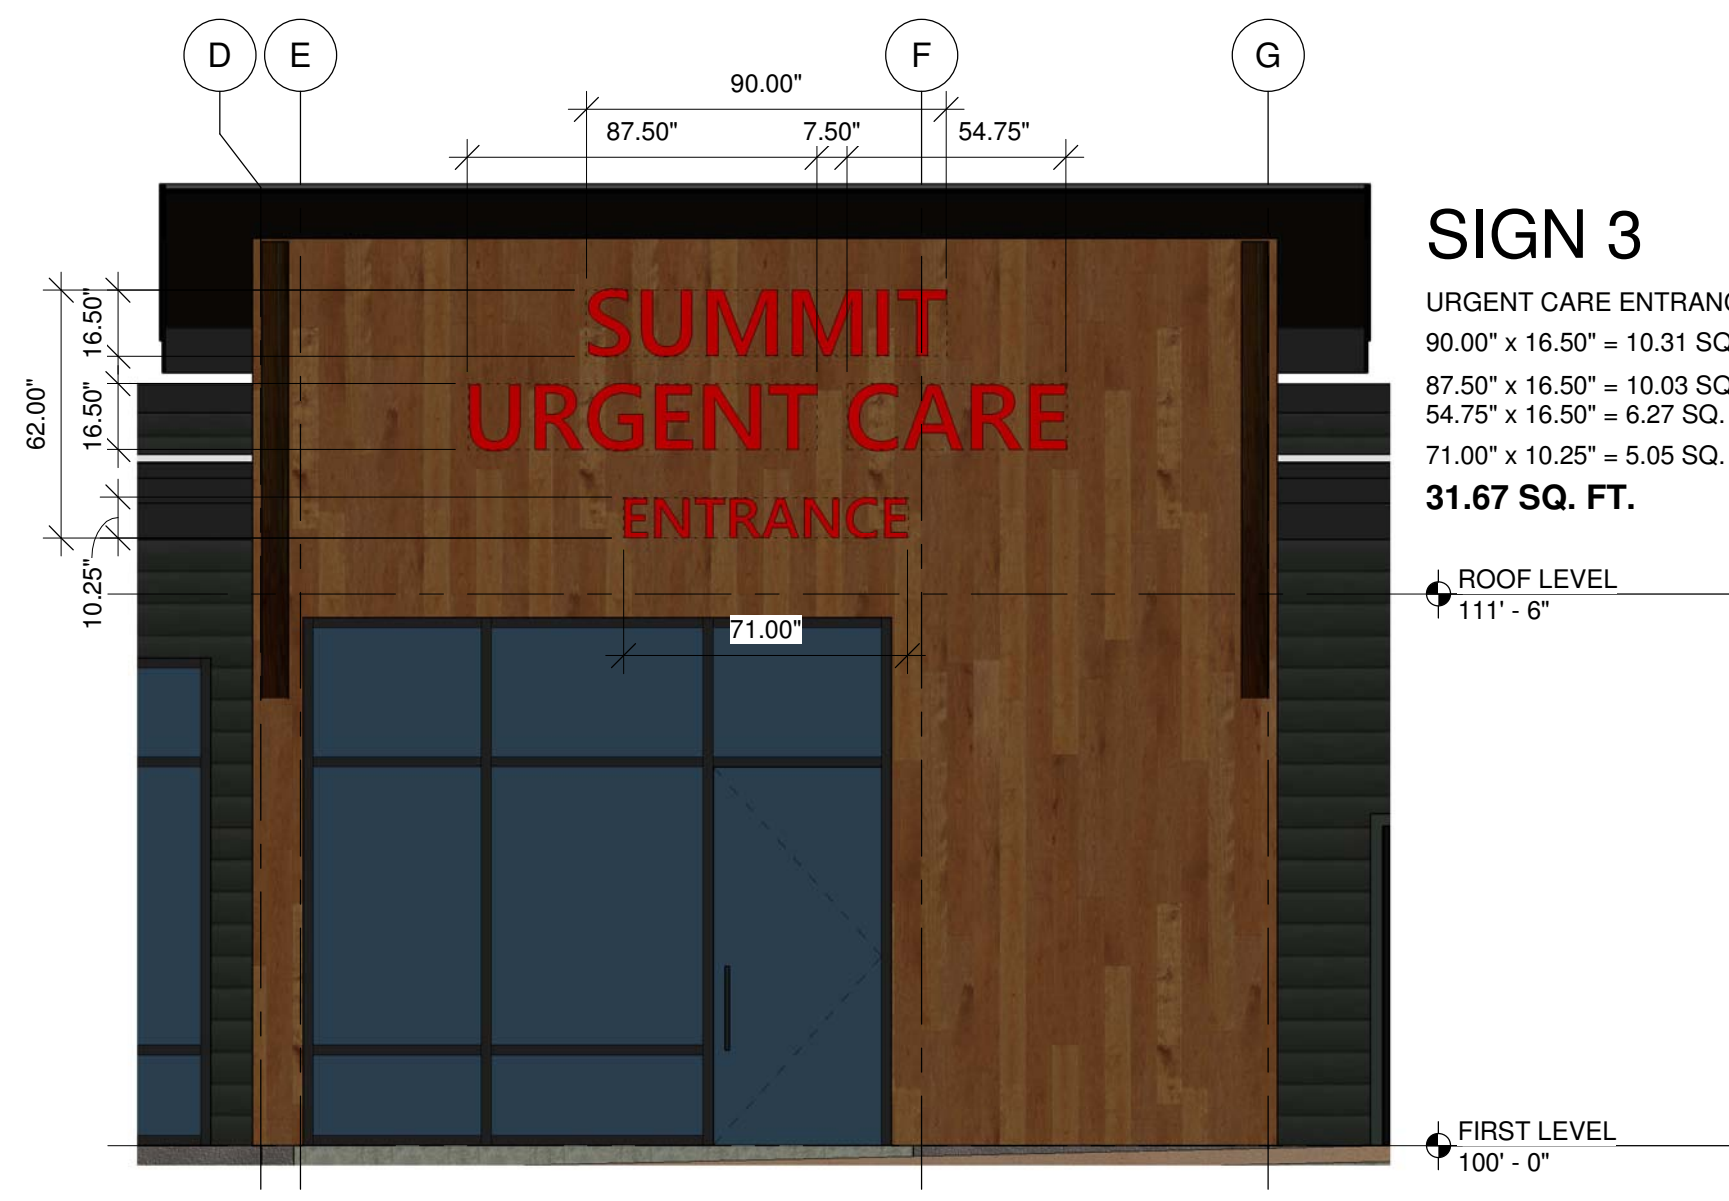 D E F G
90.00"
87.50" 7.50" 54.75"
SIGN 3
URGENT CARE ENTRANC
90.00" x 16.50" = 10.31 SQ
87.50" x 16.50" = 10.03 SQ
54.75" x 16.50" = 6.27 SQ.
71.00" x 10.25" = 5.05 SQ.
31.67 SQ. FT.
62.00"
16.50"
16.50"
10.25"
SUMMIT
URGENT CARE
ENTRANCE
71.00"
ROOF LEVEL
111' - 6"
FIRST LEVEL
100' - 0"